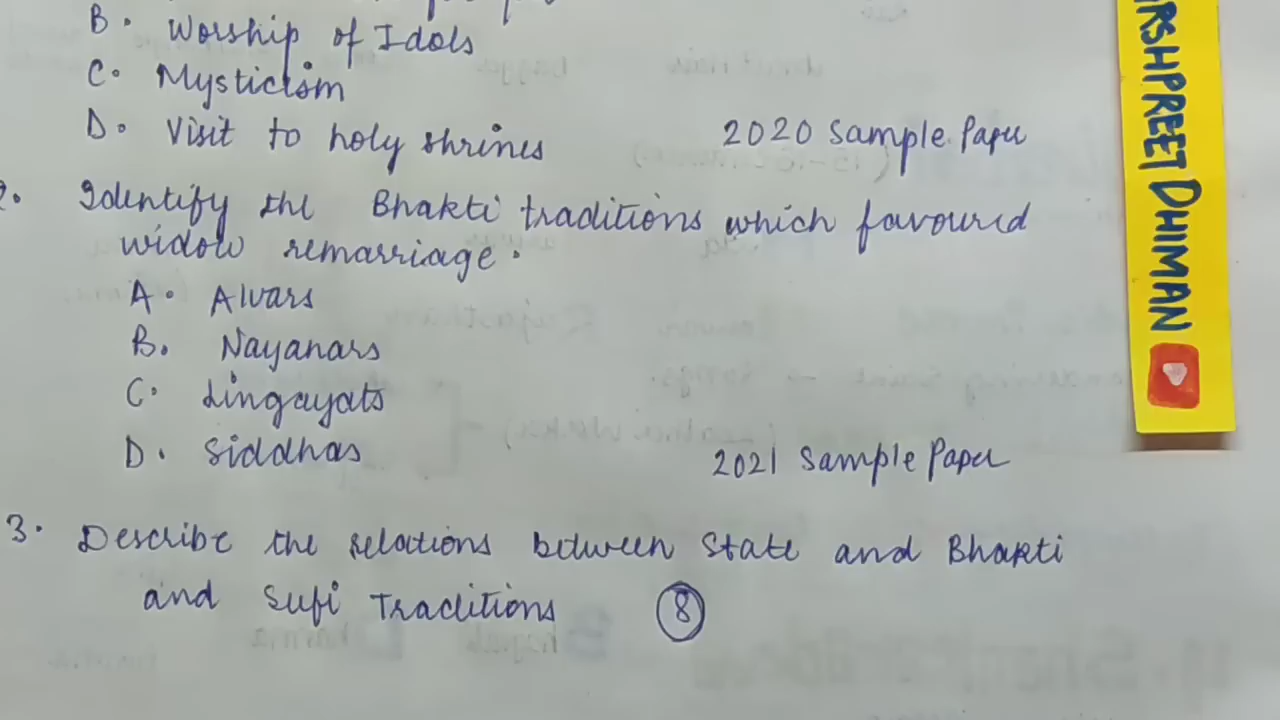 B. Worship of Idols
C. Mysticism
D. Visit to holy shrines 2020 Sample Paper
2. Identify the Bhakti traditions which favoured
widow remarriage.
A. Alvars
B. Nayanars
C. Lingayats
D. Siddhas 2021 Sample Paper
3. Describe the relations between State and Bhakti
and Sufi Traditions 8
ARSHPREET DHIMAN